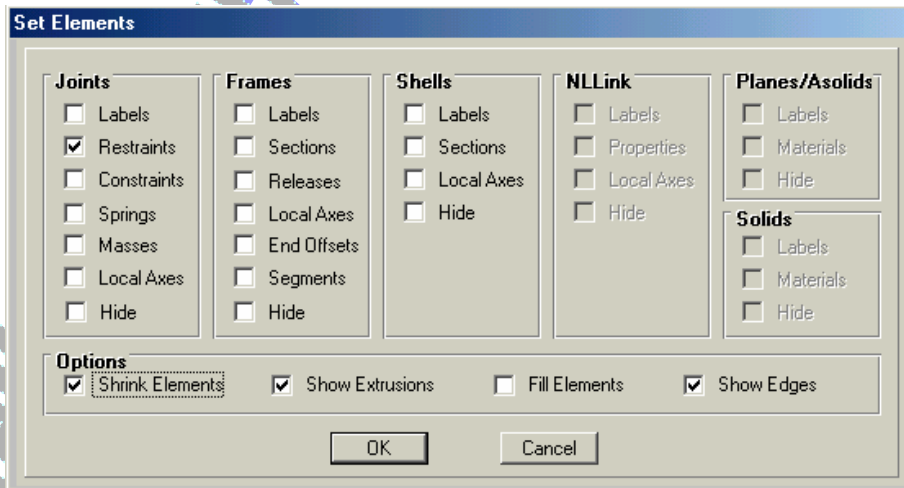 Set Elements
Joints
Labels
Restraints
Constraints
Springs
Masses
Local Axes
Hide
Frames
Labels
Sections
Releases
Local Axes
End Offsets
Segments
Hide
Shells
Labels
Sections
Local Axes
Hide
NLLink
Labels
Properties
Local Axes
Hide
Planes/Asolids
Labels
Materials
Hide
Solids
Labels
Materials
Hide
Options
Shrink Elements
Show Extrusions
Fill Elements
Show Edges
OK
Cancel